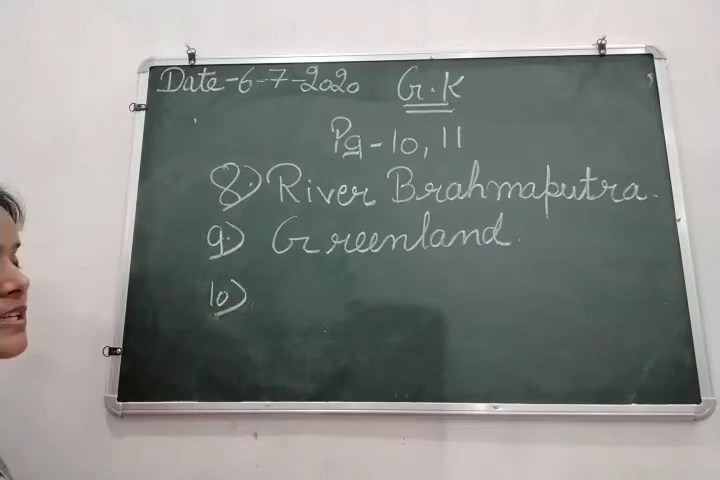 Date-6-7-2020 G.K
Pg-10, 11
8.) River Brahmaputra.
9.) Greenland.
10)